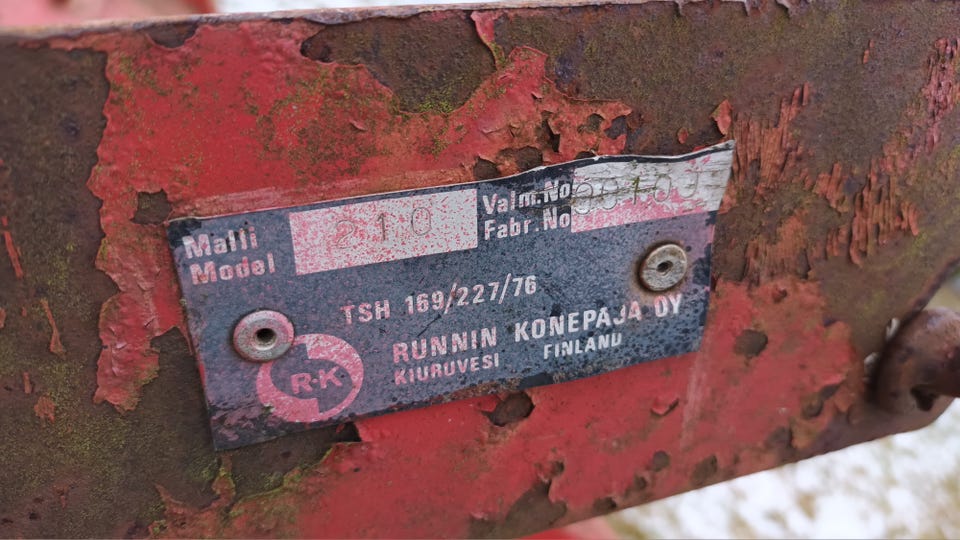 Malli
Model
210
Valm.No
Fabr.No
TSH 169/227/76
RUNNIN KONEPAJA OY
KIURUVESI FINLAND
R-K